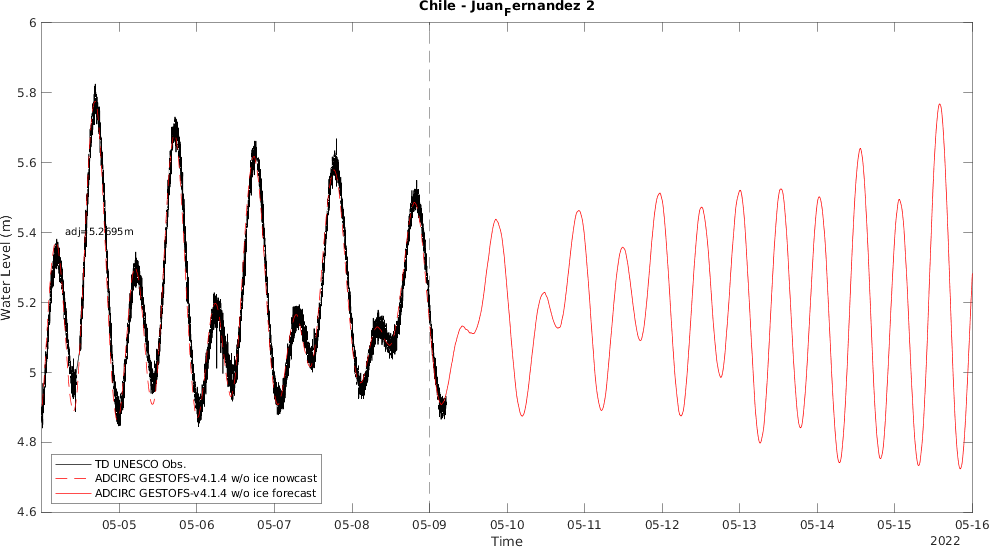 Chile - JuanFernandez 2
6
5.8
5.6
5.4
5.2
5
4.8
4.6
Water Level (m)
adj=5.2695m
TD UNESCO Obs.
ADCIRC GESTOFS-v4.1.4 w/o ice nowcast
ADCIRC GESTOFS-v4.1.4 w/o ice forecast
05-05 05-06 05-07 05-08 05-09 05-10 05-11 05-12 05-13 05-14 05-15 05-16
Time
2022